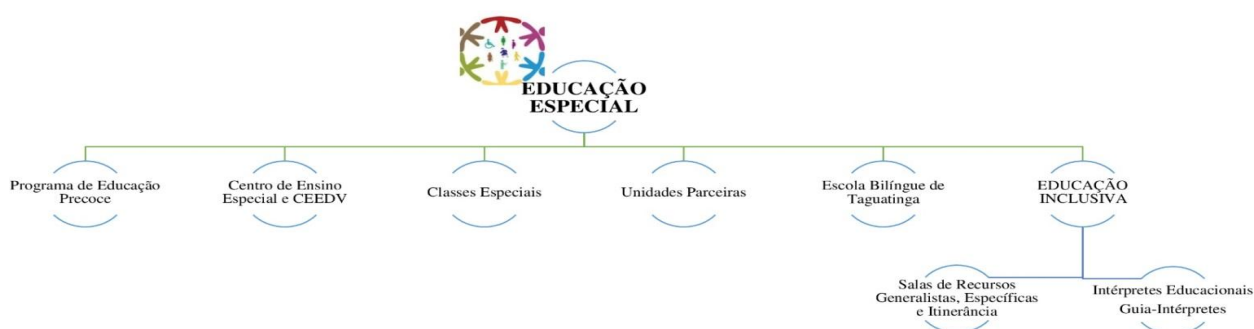 EDUCAÇÃO
ESPECIAL
Programa de Educação
Precoce
Centro de Ensino
Especial e CEEDV
Classes Especiais
Unidades Parceiras
Escola Bilíngue de
Taguatinga
EDUCAÇÃO
INCLUSIVA
Salas de Recursos
Generalistas, Específicas
e Itinerância
Intérpretes Educacionais
Guia-Intérpretes